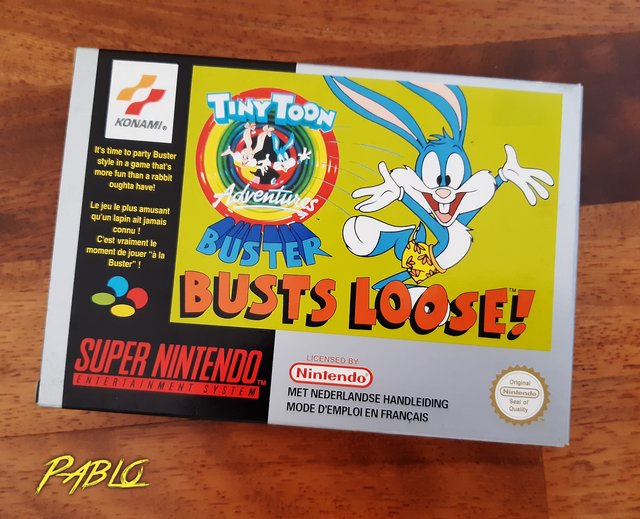 KONAMI®
It's time to party Buster
style in a game that's
more fun than a rabbit
oughta have!
Le jeu le plus amusant
qu'un lapin ait jamais
connu !
C'est vraiment le
moment de jouer "à la
Buster" !
TINY TOON
Adventures
BUSTER
BUSTS LOOSE!™
SUPER NINTENDO
ENTERTAINMENT SYSTEM™
LICENSED BY
Nintendo
MET NEDERLANDSE HANDLEIDING
MODE D'EMPLOI EN FRANÇAIS
Original
Nintendo
Seal of
Quality
PABLO